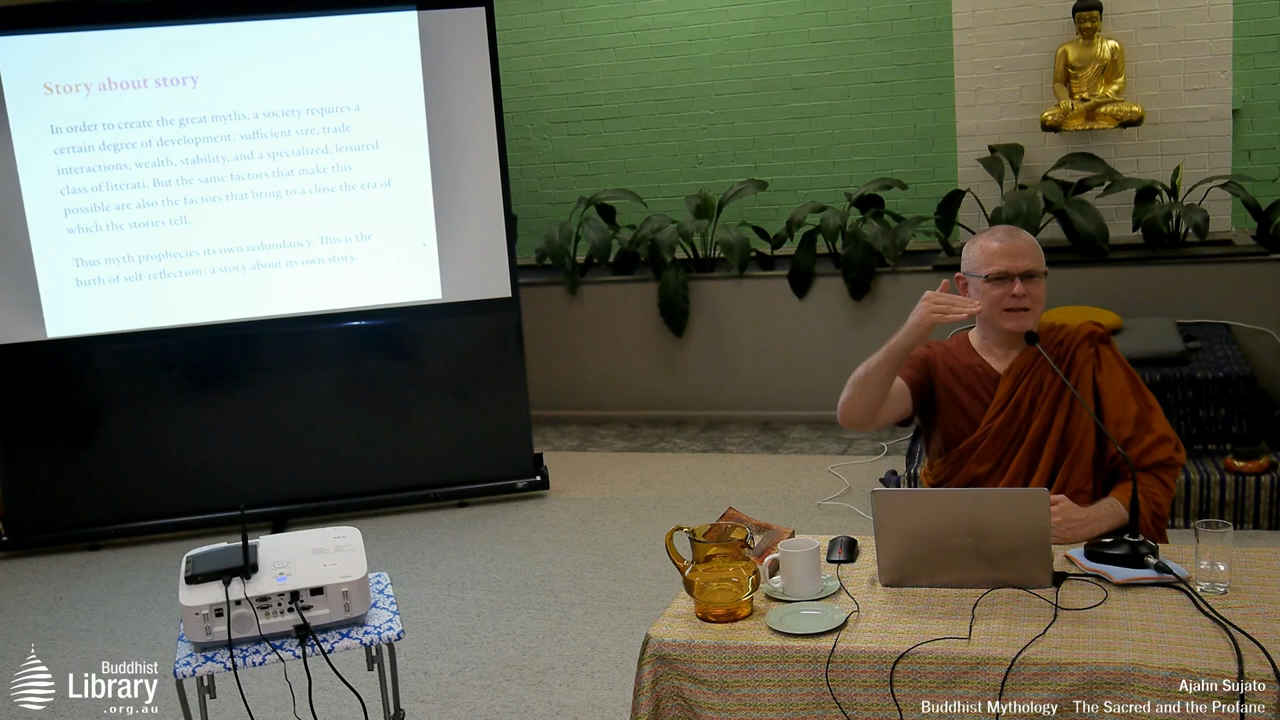 Story about story
In order to create the great myths, a society requires a
certain degree of development: sufficient size, trade
interactions, wealth, stability, and a specialized, leisured
class of literati. But the same factors that make this
possible are also the factors that bring to a close the era of
which the stories tell.
Thus myth prophecies its own redundancy. This is the
birth of self-reflection: a story about its own story.
Buddhist
Library
.org.au
Ajahn Sujato
Buddhist Mythology The Sacred and the Profane